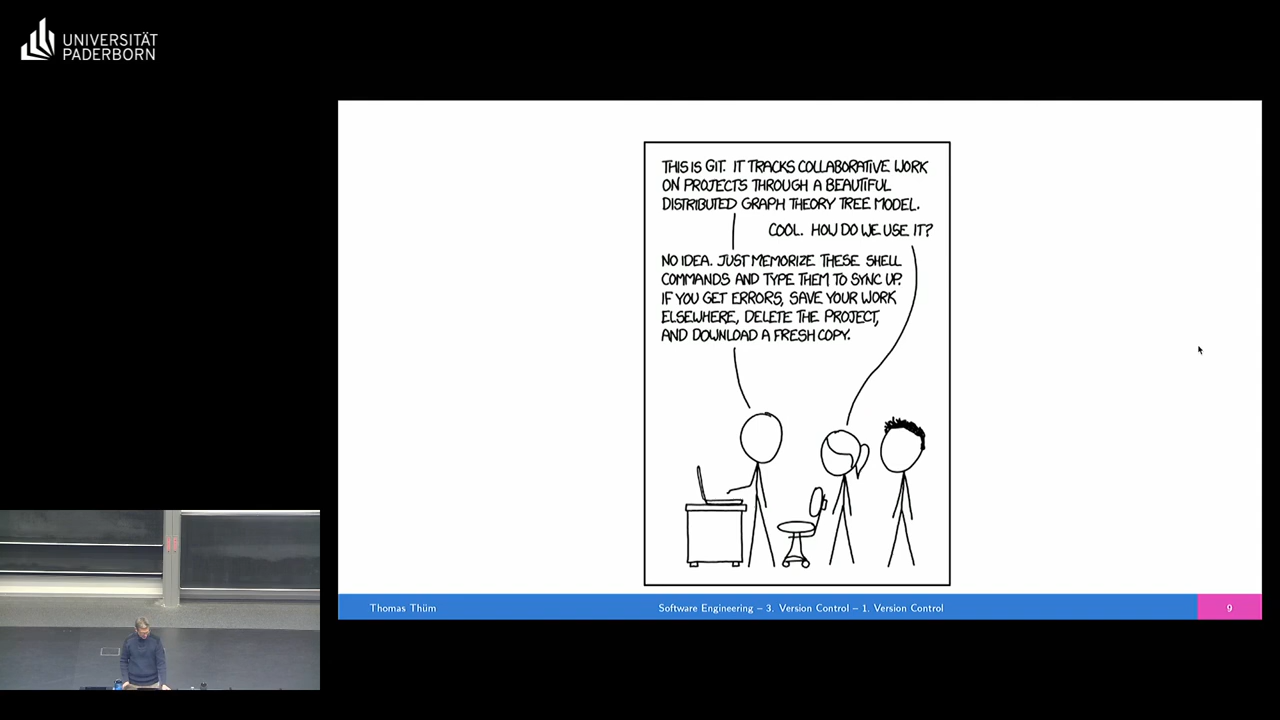 UNIVERSITÄT
PADERBORN
THIS IS GIT. IT TRACKS COLLABORATIVE WORK
ON PROJECTS THROUGH A BEAUTIFUL
DISTRIBUTED GRAPH THEORY TREE MODEL.
COOL. HOW DO WE USE IT?
NO IDEA. JUST MEMORIZE THESE SHELL
COMMANDS AND TYPE THEM TO SYNC UP.
IF YOU GET ERRORS, SAVE YOUR WORK
ELSEWHERE, DELETE THE PROJECT,
AND DOWNLOAD A FRESH COPY.
Thomas Thüm
Software Engineering – 3. Version Control – 1. Version Control
9